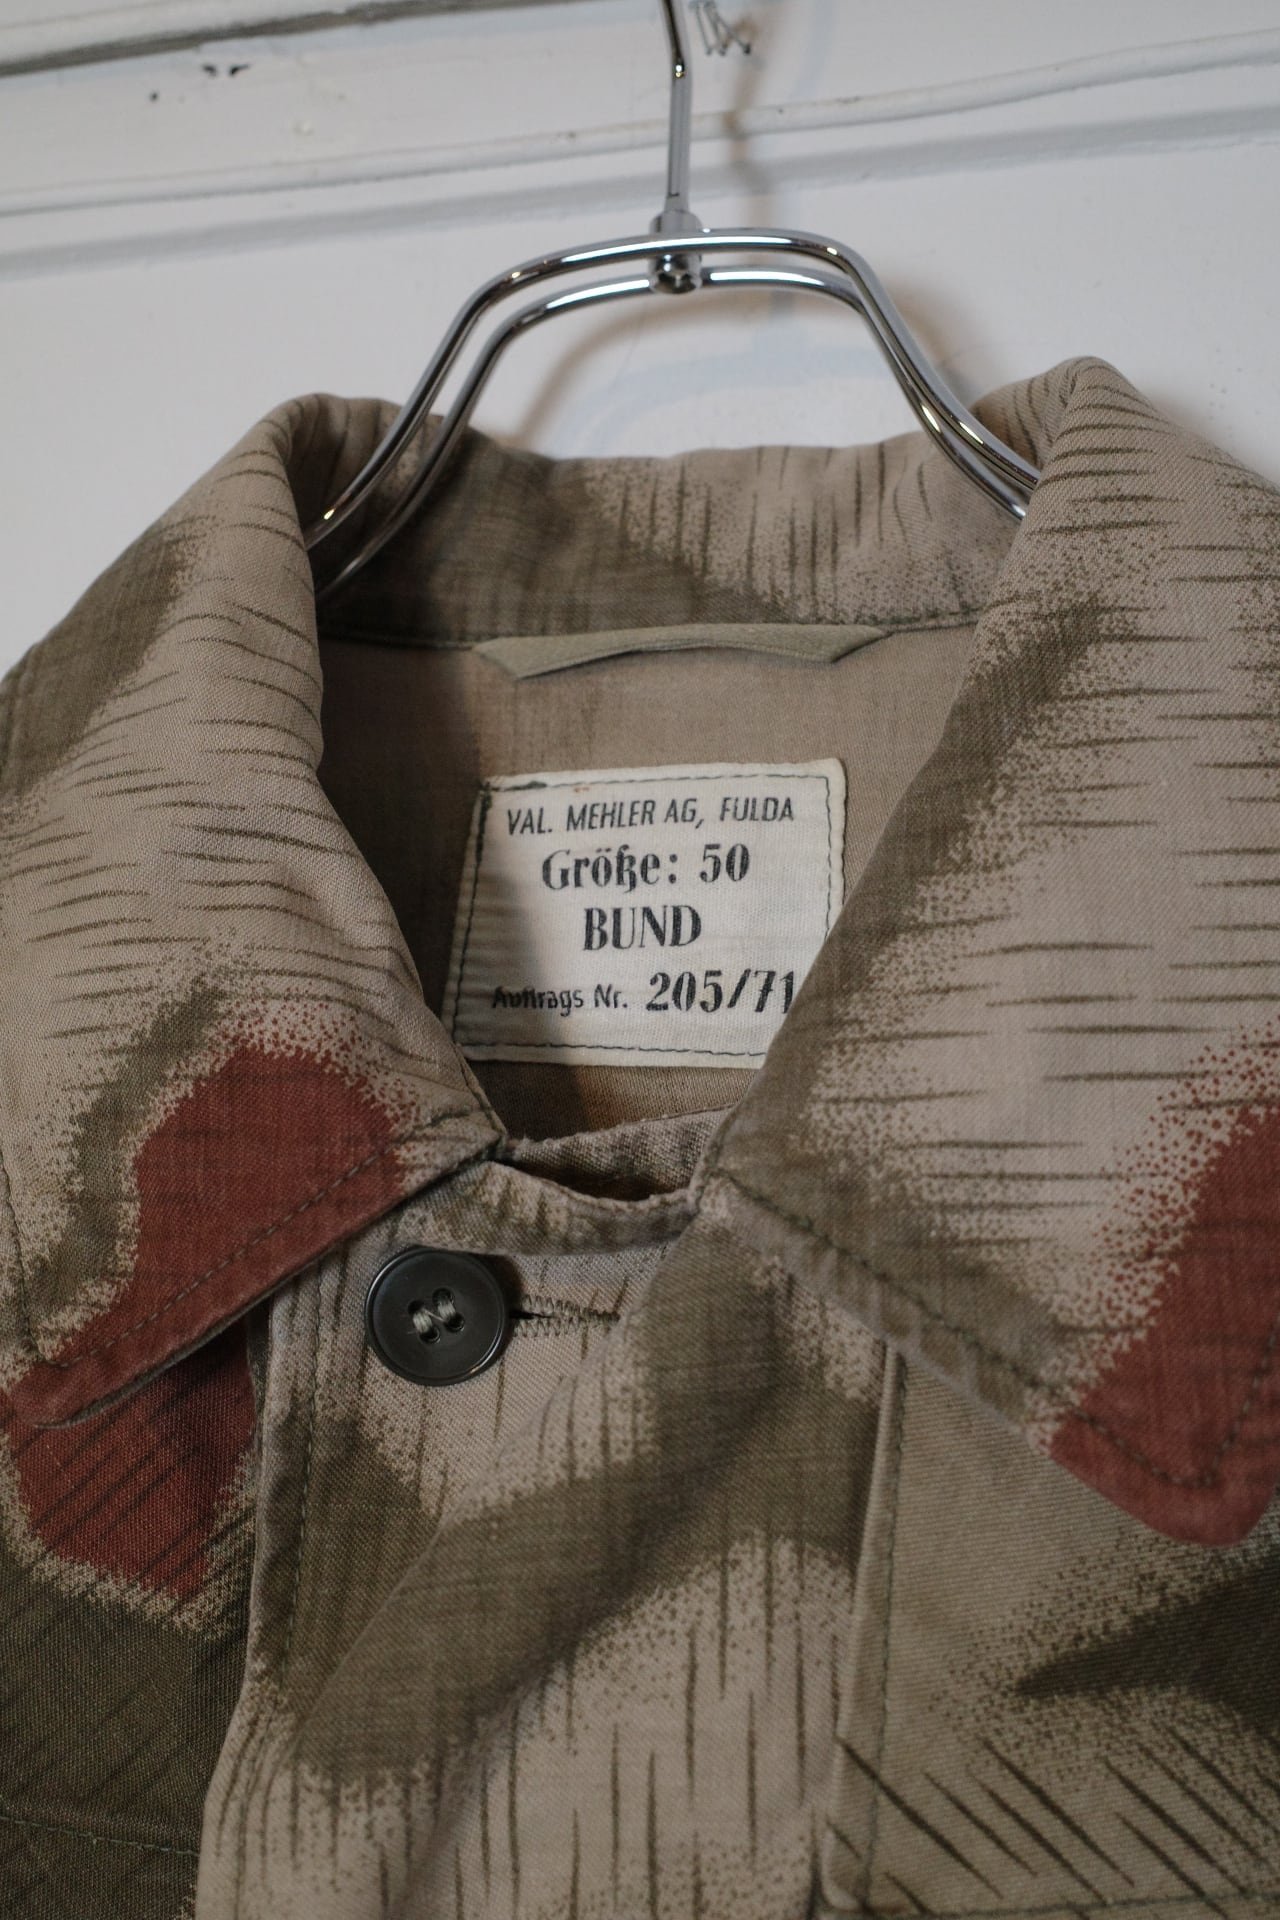 VAL. MEHLER AG, FULDA
Größe: 50
BUND
Auftrags Nr. 205/71